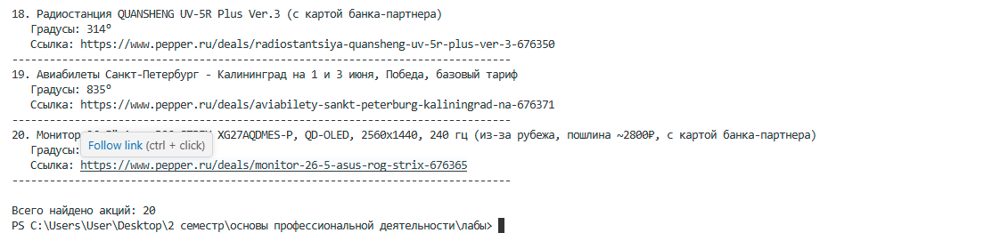 18. Радиостанция QUANSHENG UV-5R Plus Ver.3 (с картой банка-партнера)
Градусы: 314°
Ссылка: https://www.pepper.ru/deals/radiostantsiya-quansheng-uv-5r-plus-ver-3-676350
--------------------------------------------------------------------------------
19. Авиабилеты Санкт-Петербург - Калининград на 1 и 3 июня, Победа, базовый тариф
Градусы: 835°
Ссылка: https://www.pepper.ru/deals/aviabilety-sankt-peterburg-kaliningrad-na-676371
--------------------------------------------------------------------------------
20. Монитор XG27AQDMES-P, QD-OLED, 2560x1440, 240 гц (из-за рубежа, пошлина ~2800₽, с картой банка-партнера)
Follow link (ctrl + click)
Градусы:
Ссылка: https://www.pepper.ru/deals/monitor-26-5-asus-rog-strix-676365
--------------------------------------------------------------------------------
Всего найдено акций: 20
PS C:\Users\User\Desktop\2 семестр\основы профессиональной деятельности\лабы>